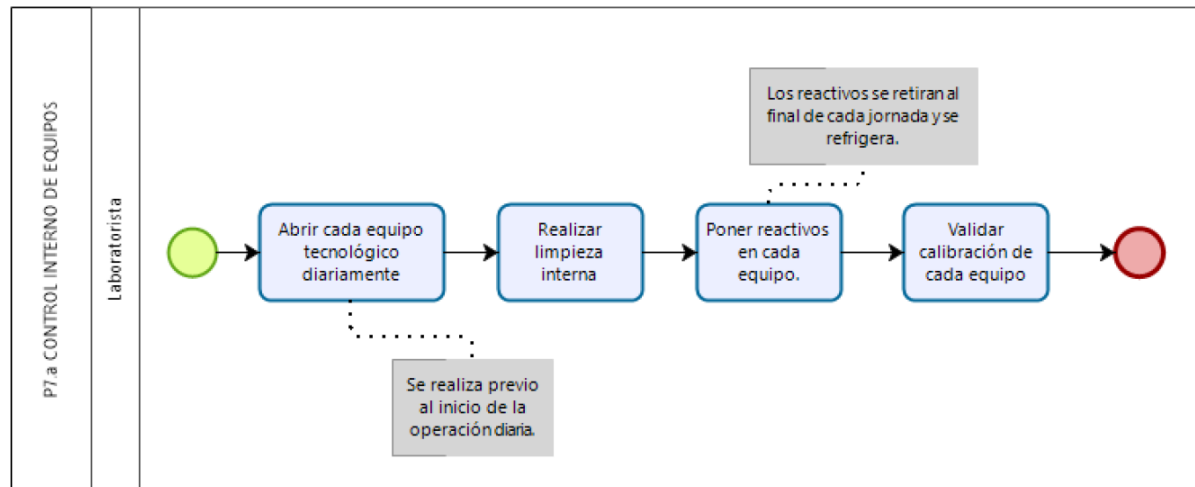 P7.a CONTROL INTERNO DE EQUIPOS
Laboratorista
Los reactivos se retiran al
final de cada jornada y se
refrigera.
Abrir cada equipo
tecnológico
diariamente
Realizar
limpieza
interna
Poner reactivos
en cada
equipo.
Validar
calibración de
cada equipo
Se realiza previo
al inicio de la
operación diaria.